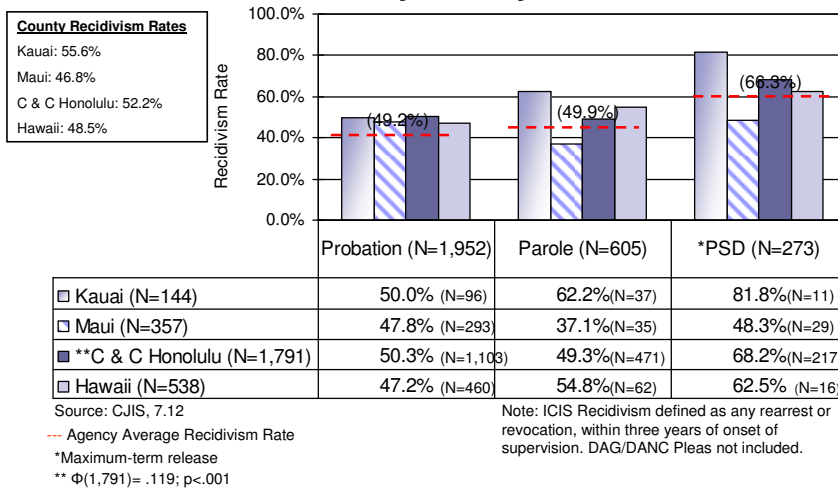 County Recidivism Rates
Kauai: 55.6%
Maui: 46.8%
C & C Honolulu: 52.2%
Hawaii: 48.5%
Recidivism Rate
100.0%
80.0%
60.0%
40.0%
20.0%
0.0%
(49.2%)
(49.9%)
(66.3%)
Probation (N=1,952) Parole (N=605) *PSD (N=273)
Kauai (N=144) 50.0% (N=96) 62.2%(N=37) 81.8%(N=11)
Maui (N=357) 47.8% (N=293) 37.1%(N=35) 48.3%(N=29)
**C & C Honolulu (N=1,791) 50.3% (N=1,103) 49.3%(N=471) 68.2%(N=217
Hawaii (N=538) 47.2% (N=460) 54.8%(N=62) 62.5% (N=16)
Source: CJIS, 7.12
--- Agency Average Recidivism Rate
*Maximum-term release
** Φ(1,791)= .119; p<.001
Note: ICIS Recidivism defined as any rearrest or
revocation, within three years of onset of
supervision. DAG/DANC Pleas not included.